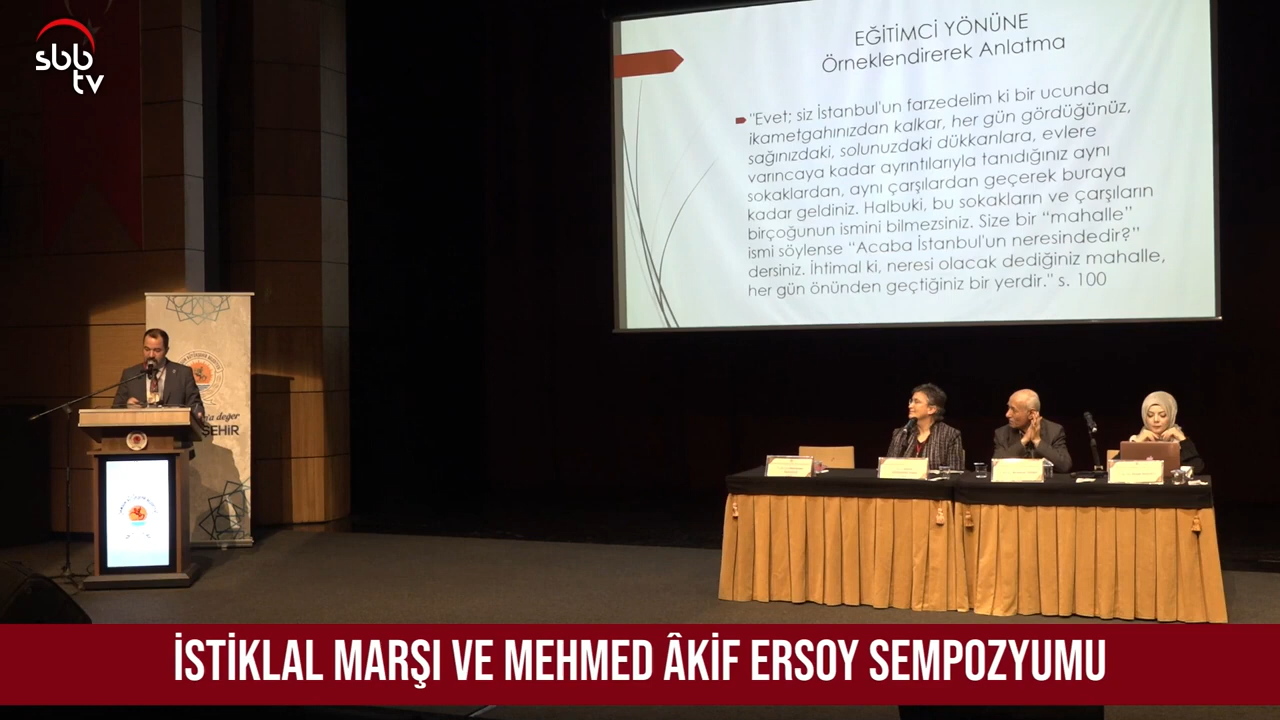 sbb
tv
EĞİTİMCİ YÖNÜNE
Örneklendirerek Anlatma
"Evet; siz İstanbul'un farzedelim ki bir ucunda
ikametgahınızdan kalkar, her gün gördüğünüz,
sağınızdaki, solunuzdaki dükkanlara, evlere
varıncaya kadar ayrıntılarıyla tanıdığınız aynı
sokaklardan, aynı çarşılardan geçerek buraya
kadar geldiniz. Halbuki, bu sokakların ve çarşıların
birçoğunun ismini bilmezsiniz. Size bir “mahalle”
ismi söylense “Acaba İstanbul'un neresindedir?”
dersiniz. İhtimal ki, neresi olacak dediğiniz mahalle,
her gün önünden geçtiğiniz bir yerdir." s. 100
değer
ŞEHİR
İSTİKLAL MARŞI VE MEHMED ÂKİF ERSOY SEMPOZYUMU